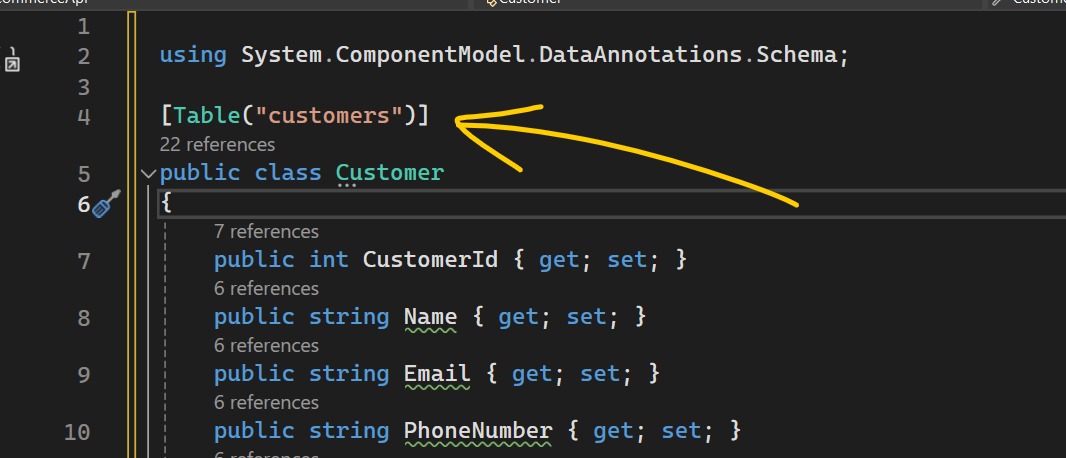 Customer
1
2 using System.ComponentModel.DataAnnotations.Schema;
3
4 [Table("customers")]
22 references
5 public class Customer
6 {
7 references
7 public int CustomerId { get; set; }
6 references
8 public string Name { get; set; }
6 references
9 public string Email { get; set; }
6 references
10 public string PhoneNumber { get; set; }
6 references